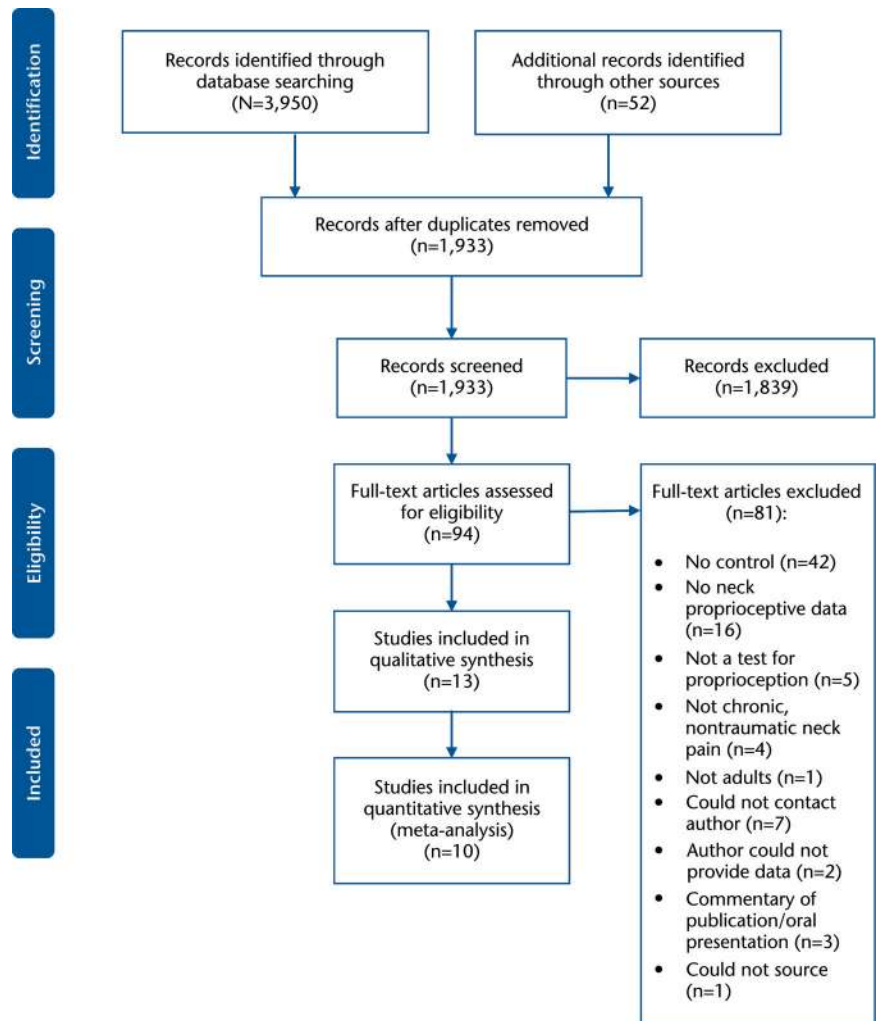 Identification
Records identified through
database searching
(N=3,950)
Additional records identified
through other sources
(n=52)
Records after duplicates removed
(n=1,933)
Screening
Records screened
(n=1,933)
Records excluded
(n=1,839)
Eligibility
Full-text articles assessed
for eligibility
(n=94)
Full-text articles excluded
(n=81):
• No control (n=42)
• No neck
proprioceptive data
(n=16)
• Not a test for
proprioception (n=5)
• Not chronic,
nontraumatic neck
pain (n=4)
• Not adults (n=1)
• Could not contact
author (n=7)
• Author could not
provide data (n=2)
• Commentary of
publication/oral
presentation (n=3)
• Could not source
(n=1)
Studies included in
qualitative synthesis
(n=13)
Included
Studies included in
quantitative synthesis
(meta-analysis)
(n=10)